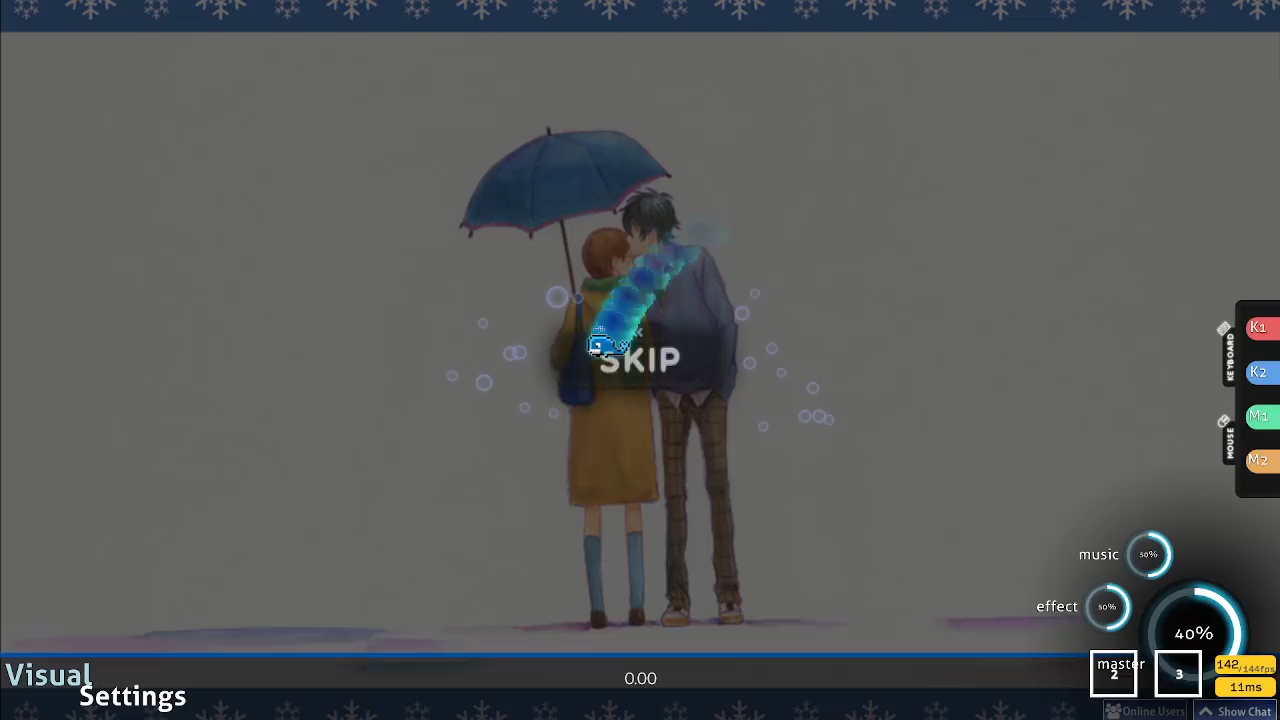 SKIP
K1
KEYBOARD
K2
M1
MOUSE
M2
music
50%
effect
50%
40%
master
2
3
142/144fps
11ms
Visual
Settings
0.00
Online Users
Show Chat